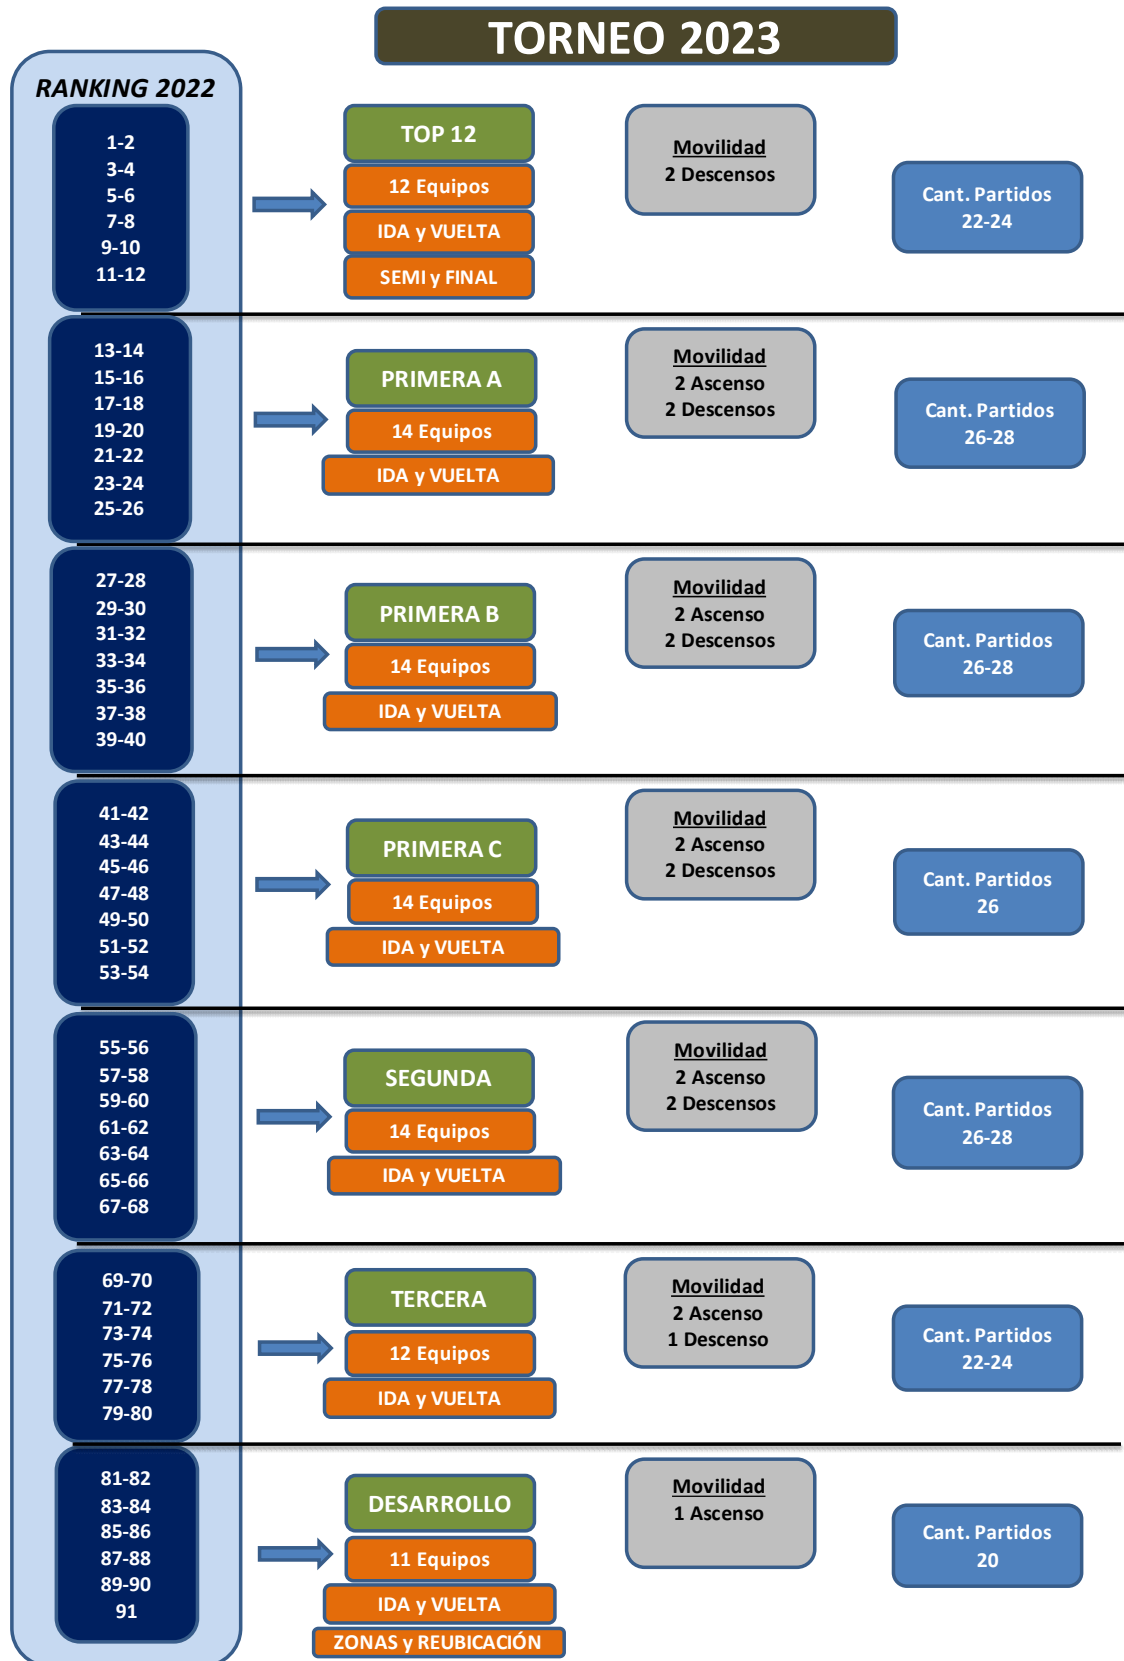 TORNEO 2023
RANKING 2022
1-2
3-4
5-6
7-8
9-10
11-12
TOP 12
12 Equipos
IDA y VUELTA
SEMI y FINAL
Movilidad
2 Descensos
Cant. Partidos
22-24
13-14
15-16
17-18
19-20
21-22
23-24
25-26
PRIMERA A
14 Equipos
IDA y VUELTA
Movilidad
2 Ascenso
2 Descensos
Cant. Partidos
26-28
27-28
29-30
31-32
33-34
35-36
37-38
39-40
PRIMERA B
14 Equipos
IDA y VUELTA
Movilidad
2 Ascenso
2 Descensos
Cant. Partidos
26-28
41-42
43-44
45-46
47-48
49-50
51-52
53-54
PRIMERA C
14 Equipos
IDA y VUELTA
Movilidad
2 Ascenso
2 Descensos
Cant. Partidos
26
55-56
57-58
59-60
61-62
63-64
65-66
67-68
SEGUNDA
14 Equipos
IDA y VUELTA
Movilidad
2 Ascenso
2 Descensos
Cant. Partidos
26-28
69-70
71-72
73-74
75-76
77-78
79-80
TERCERA
12 Equipos
IDA y VUELTA
Movilidad
2 Ascenso
1 Descenso
Cant. Partidos
22-24
81-82
83-84
85-86
87-88
89-90
91
DESARROLLO
11 Equipos
IDA y VUELTA
ZONAS y REUBICACIÓN
Movilidad
1 Ascenso
Cant. Partidos
20